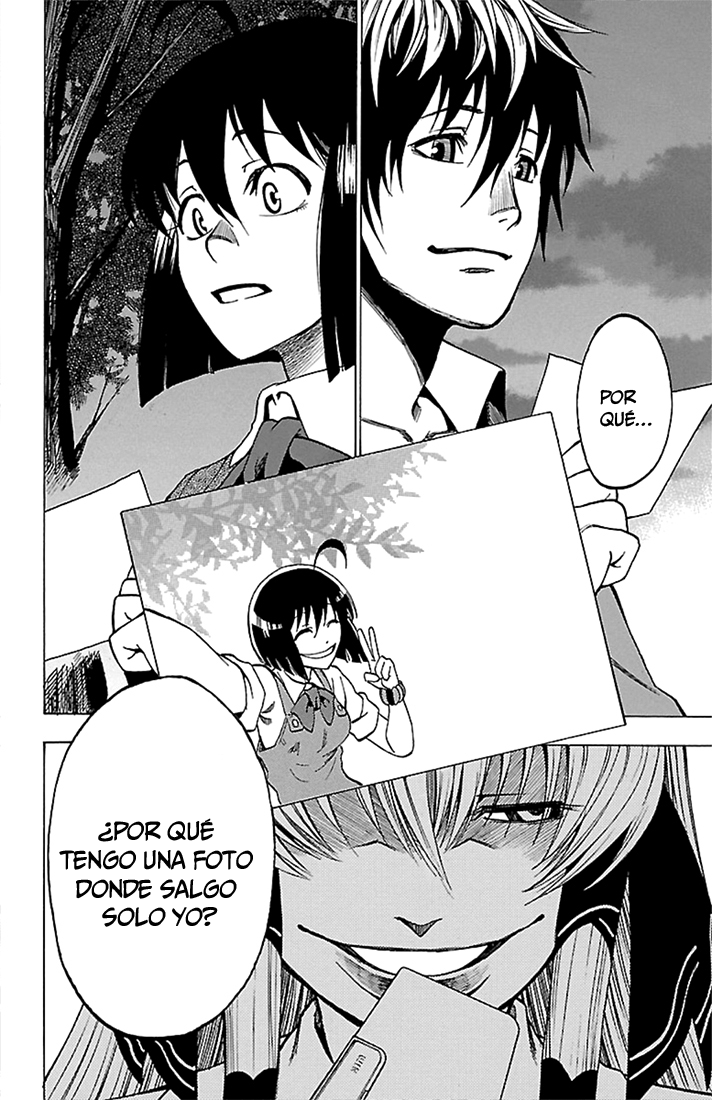 POR
QUÉ...
¿POR QUÉ
TENGO UNA FOTO
DONDE SALGO
SOLO YO?